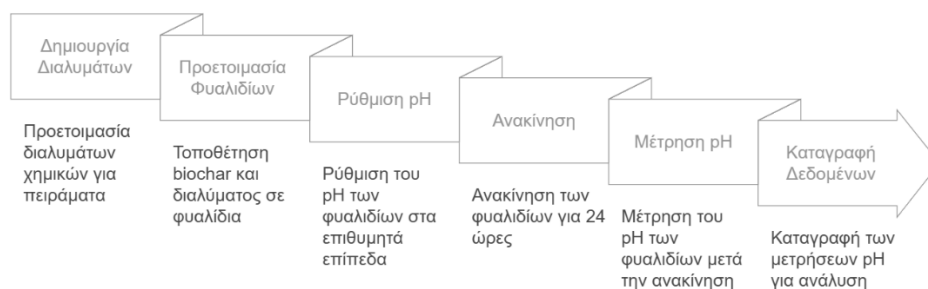 Δημιουργία
Διαλυμάτων
Προετοιμασία
διαλυμάτων
χημικών για
πειράματα
Προετοιμασία
Φυαλιδίων
Τοποθέτηση
biochar και
διαλύματος σε
φυαλίδια
Ρύθμιση pH
Ρύθμιση του
pH των
φυαλιδίων στα
επιθυμητά
επίπεδα
Ανακίνηση
Ανακίνηση των
φυαλιδίων για 24
ώρες
Μέτρηση pH
Μέτρηση του
pH των
φυαλιδίων μετά
την ανακίνηση
Καταγραφή
Δεδομένων
Καταγραφή των
μετρήσεων pH
για ανάλυση